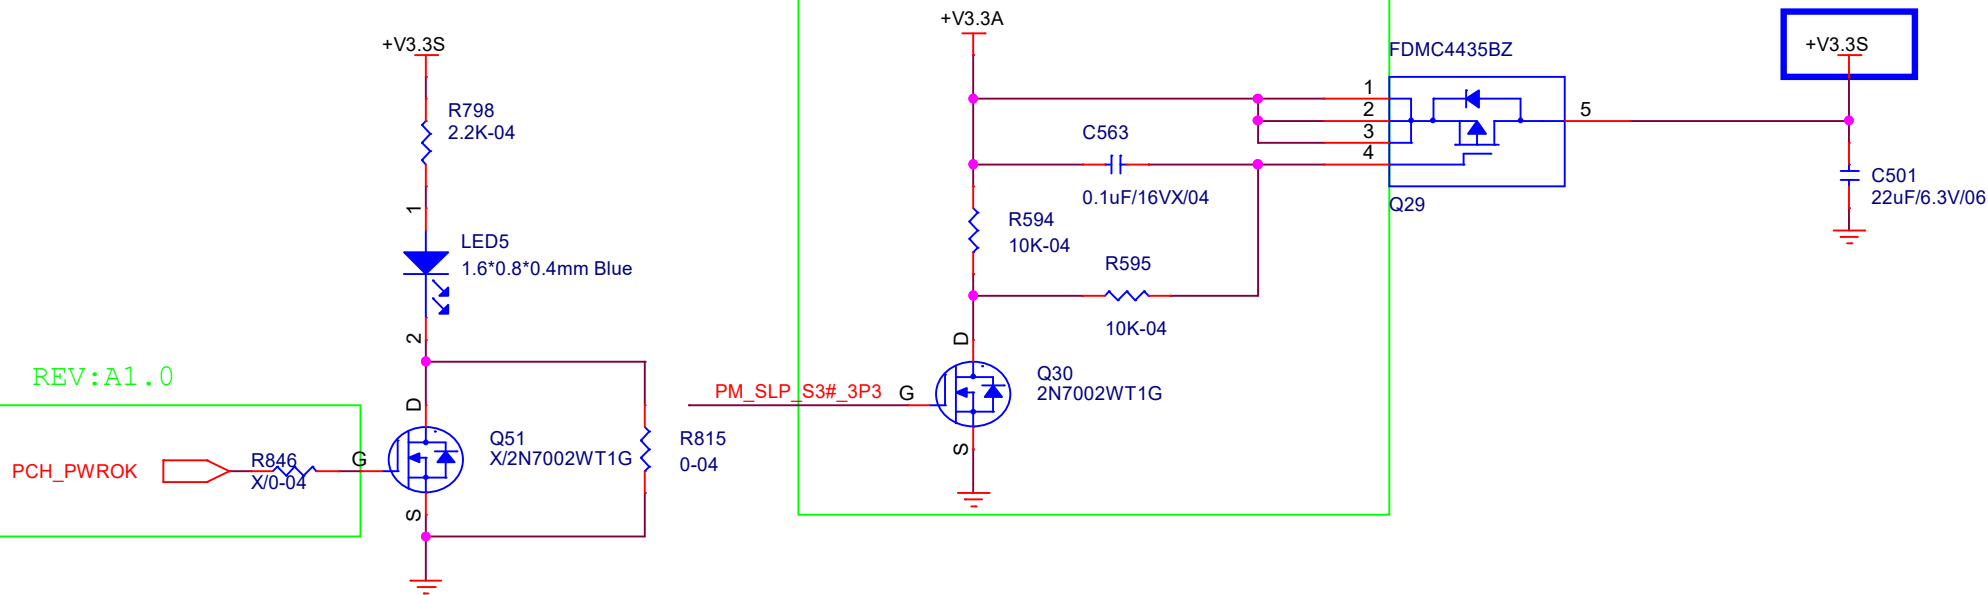 +V3.3S
R798
2.2K-04
1
LED5
1.6*0.8*0.4mm Blue
2
REV:A1.0
D
Q51
X/2N7002WT1G
G
S
PCH_PWROK
R846
X/0-04
R815
0-04
+V3.3A
C563
0.1uF/16VX/04
R594
10K-04
R595
10K-04
D
Q30
2N7002WT1G
PM_SLP_S3#_3P3
G
S
FDMC4435BZ
1
2
3
4
5
Q29
+V3.3S
C501
22uF/6.3V/06